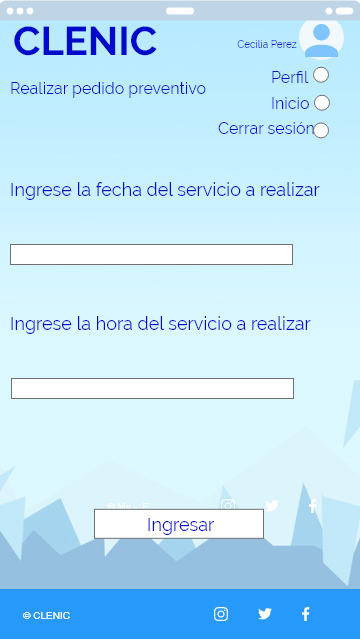 CLENIC
Cecilia Perez
Perfil
Realizar pedido preventivo
Inicio
Cerrar sesión
Ingrese la fecha del servicio a realizar
Ingrese la hora del servicio a realizar
Ingresar
© CLENIC